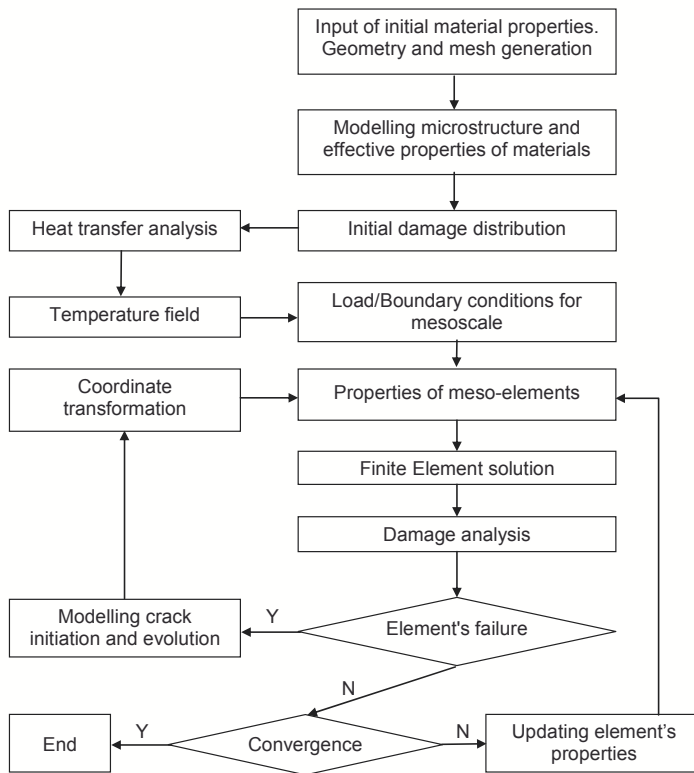 Input of initial material properties.
Geometry and mesh generation
Modelling microstructure and
effective properties of materials
Heat transfer analysis
Initial damage distribution
Temperature field
Load/Boundary conditions for
mesoscale
Coordinate
transformation
Properties of meso-elements
Finite Element solution
Damage analysis
Modelling crack
initiation and evolution
Y
Element's failure
N
End
Y
Convergence
N
Updating element's
properties